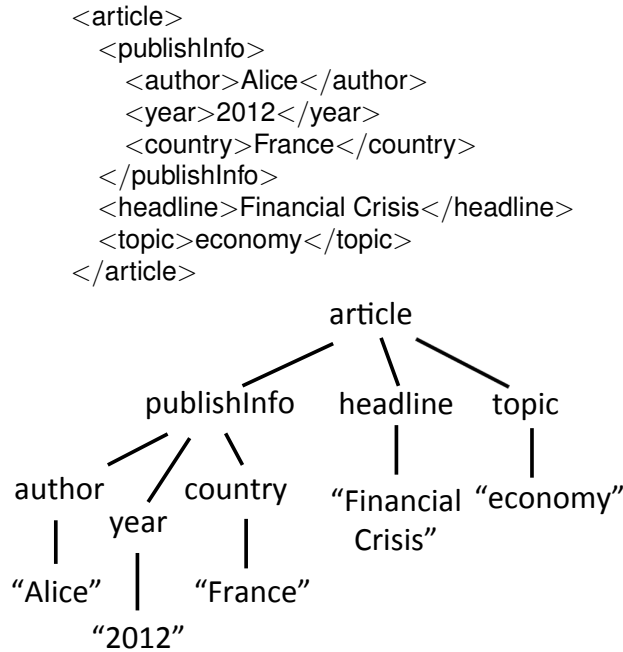 <article>
<publishInfo>
<author>Alice</author>
<year>2012</year>
<country>France</country>
</publishInfo>
<headline>Financial Crisis</headline>
<topic>economy</topic>
</article>
article
publishInfo headline topic
author year country
“Financial Crisis” “economy”
“Alice” “2012” “France”